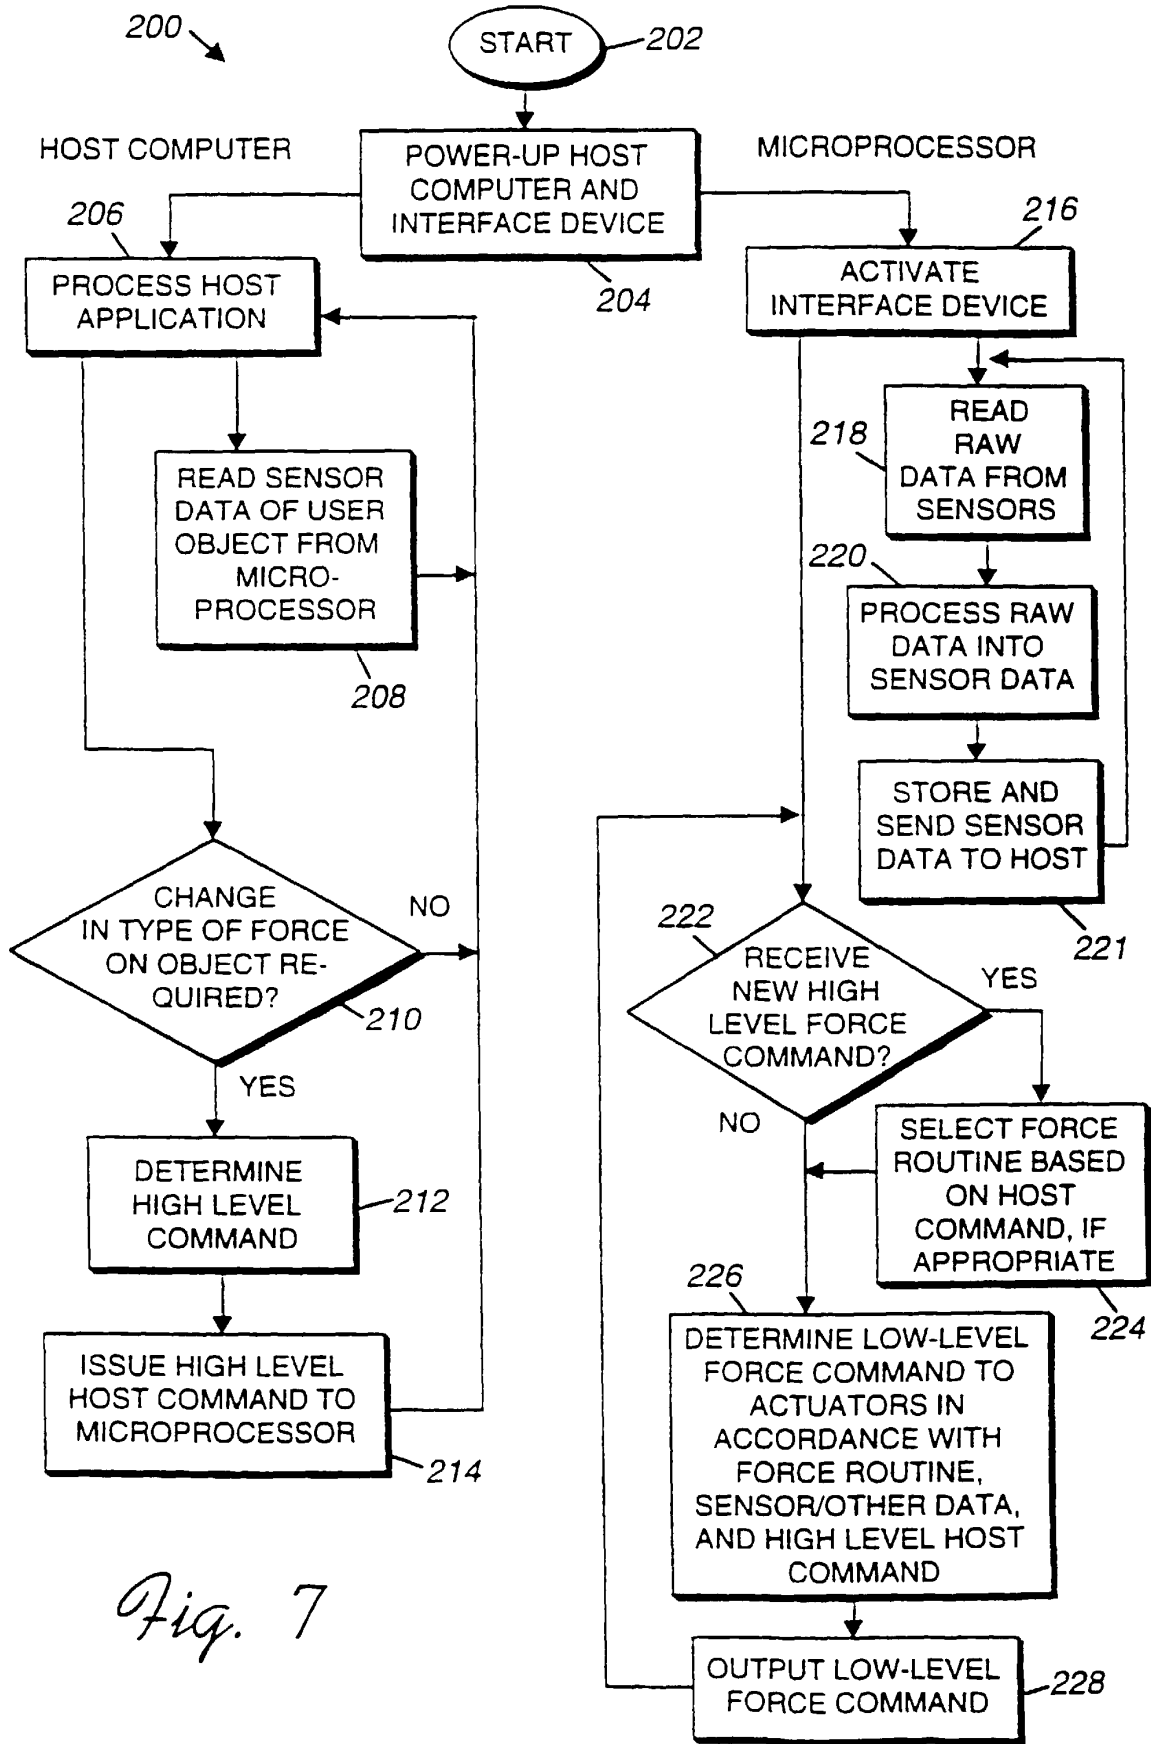 200
START
202
HOST COMPUTER
POWER-UP HOST
COMPUTER AND
INTERFACE DEVICE
204
MICROPROCESSOR
206
PROCESS HOST
APPLICATION
READ SENSOR
DATA OF USER
OBJECT FROM
MICRO-
PROCESSOR
208
CHANGE
IN TYPE OF FORCE
ON OBJECT RE-
QUIRED?
NO
210
YES
DETERMINE
HIGH LEVEL
COMMAND
212
ISSUE HIGH LEVEL
HOST COMMAND TO
MICROPROCESSOR
214
216
ACTIVATE
INTERFACE DEVICE
218
READ
RAW
DATA FROM
SENSORS
220
PROCESS RAW
DATA INTO
SENSOR DATA
STORE AND
SEND SENSOR
DATA TO HOST
221
222
RECEIVE
NEW HIGH
LEVEL FORCE
COMMAND?
YES
NO
SELECT FORCE
ROUTINE BASED
ON HOST
COMMAND, IF
APPROPRIATE
224
226
DETERMINE LOW-LEVEL
FORCE COMMAND TO
ACTUATORS IN
ACCORDANCE WITH
FORCE ROUTINE,
SENSOR/OTHER DATA,
AND HIGH LEVEL HOST
COMMAND
OUTPUT LOW-LEVEL
FORCE COMMAND
228
Fig. 7